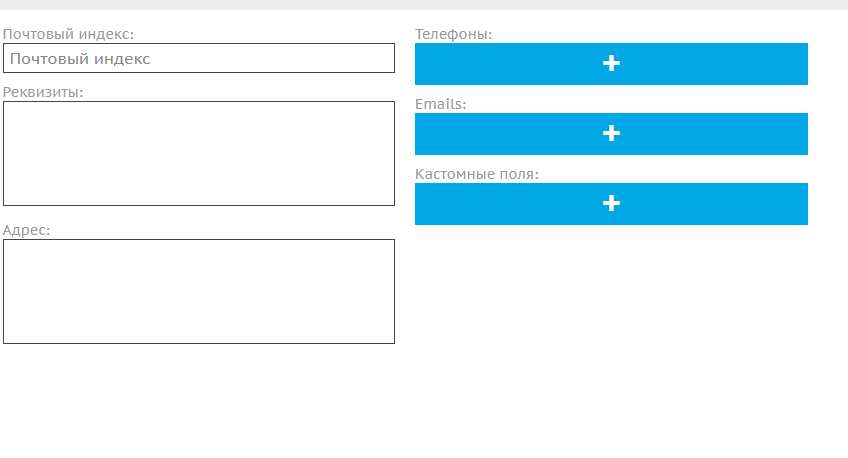 Почтовый индекс:
Почтовый индекс
Реквизиты:
Адрес:
Телефоны:
+
Emails:
+
Кастомные поля:
+